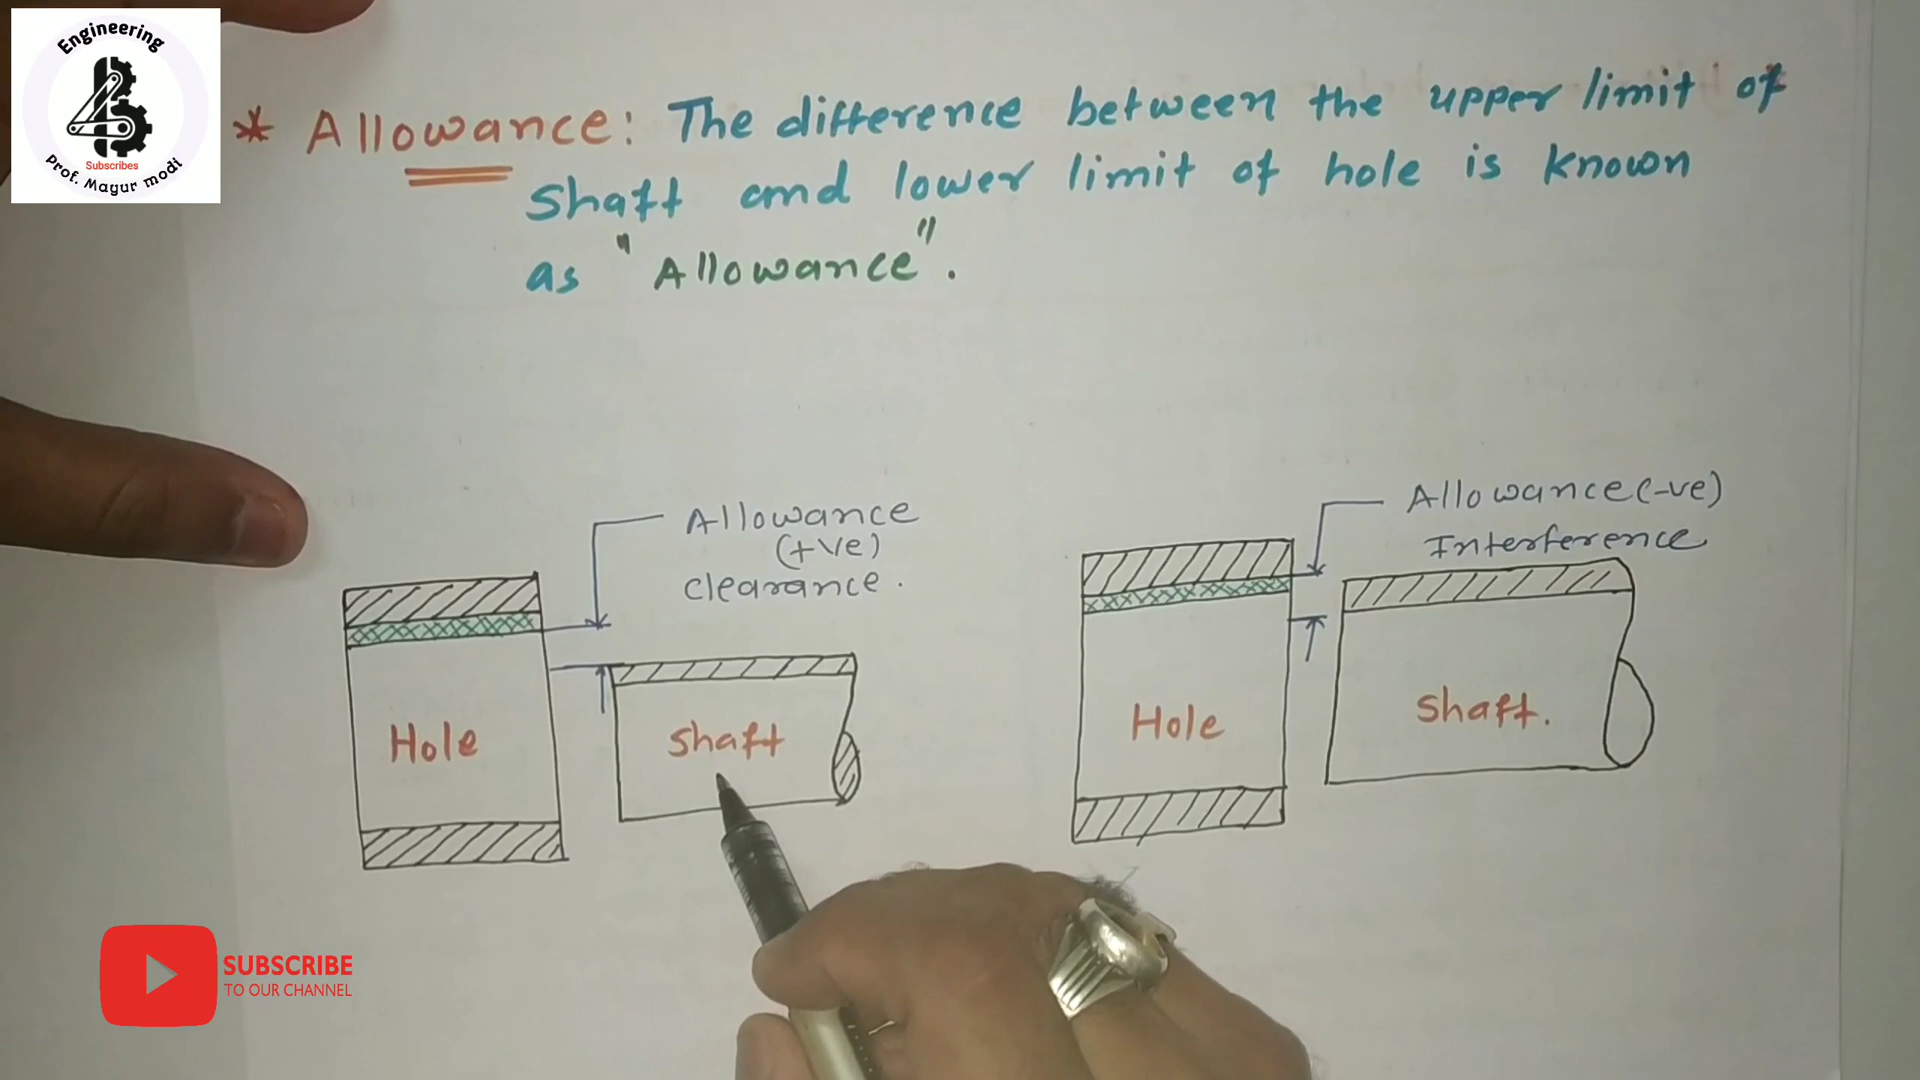 Engineering
Subscribes
Prof. Mayur modi
* Allowance: The difference between the upper limit of
shaft and lower limit of hole is known
as "Allowance".
Allowance
(+ve)
clearance.
Allowance(-ve)
Interference
Hole
shaft
Hole
shaft.
SUBSCRIBE
TO OUR CHANNEL